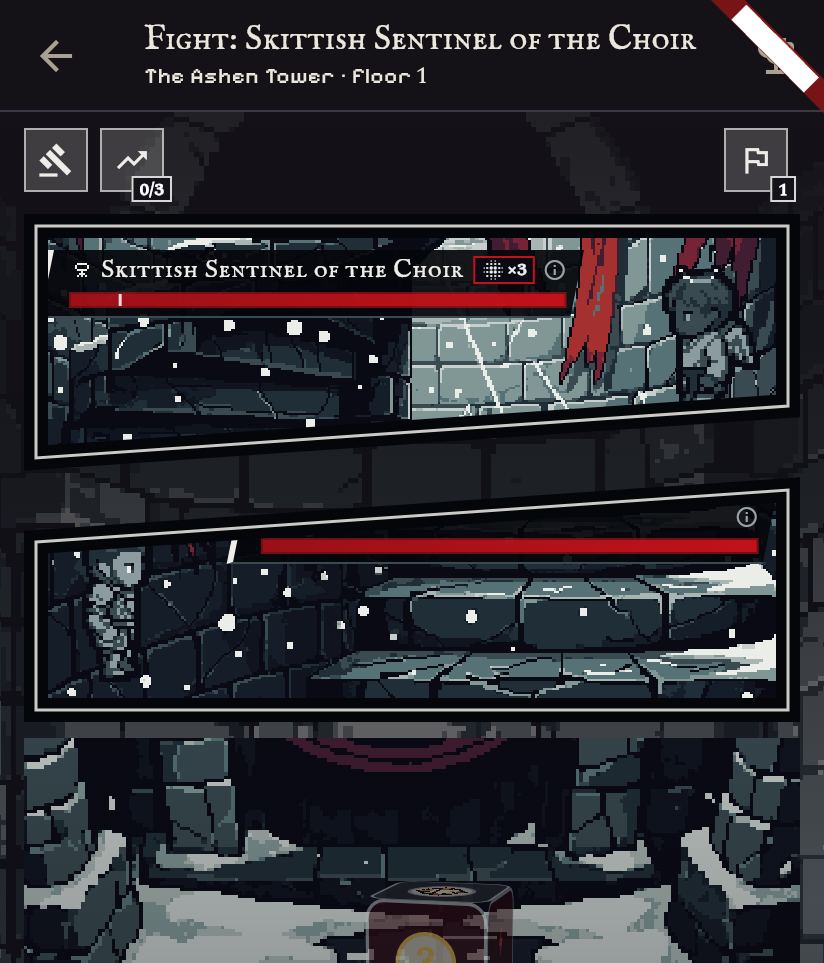 Fight: Skittish Sentinel of the Choir
The Ashen Tower · Floor 1
0/3
1
Skittish Sentinel of the Choir ×3
2